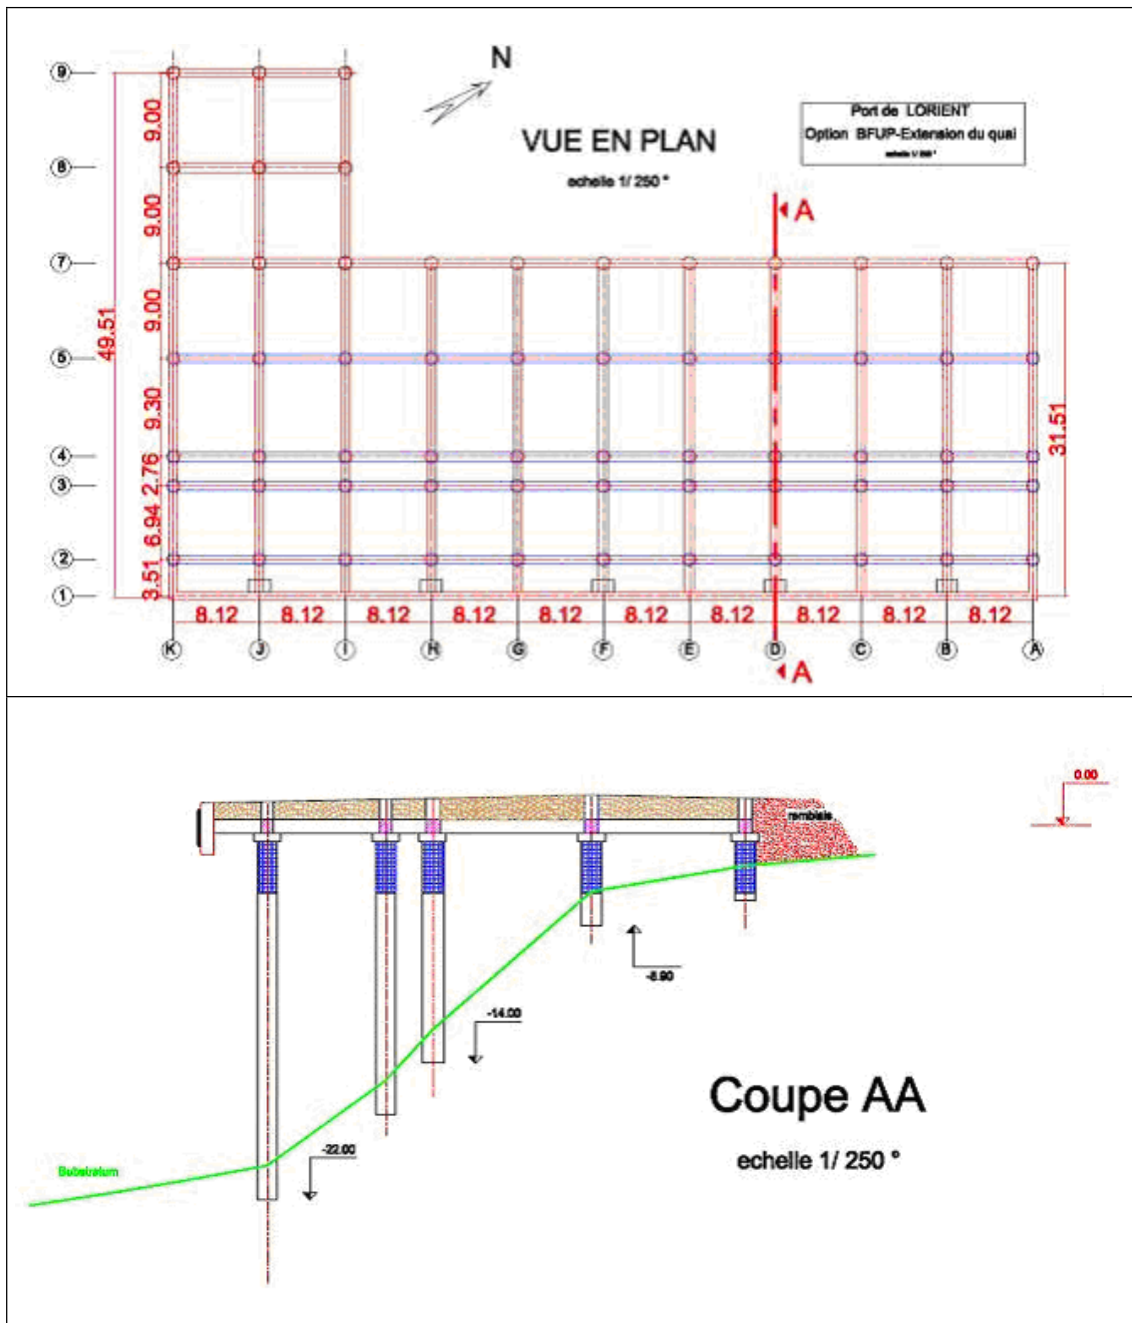 N
VUE EN PLAN
echelle 1/ 250 °
Port de LORIENT
Option BFUP-Extension du quai
echelle 1/ 250 °
9
8
7
5
4
3
2
1
9.00
9.00
9.00
9.30
2.76
6.94
3.51
49.51
31.51
A
8.12 8.12 8.12 8.12 8.12 8.12 8.12 8.12 8.12 8.12
K J I H G F E D C B A
A
0.00
remblais
-8.90
-14.00
-22.00
Substratum
Coupe AA
echelle 1/ 250 °